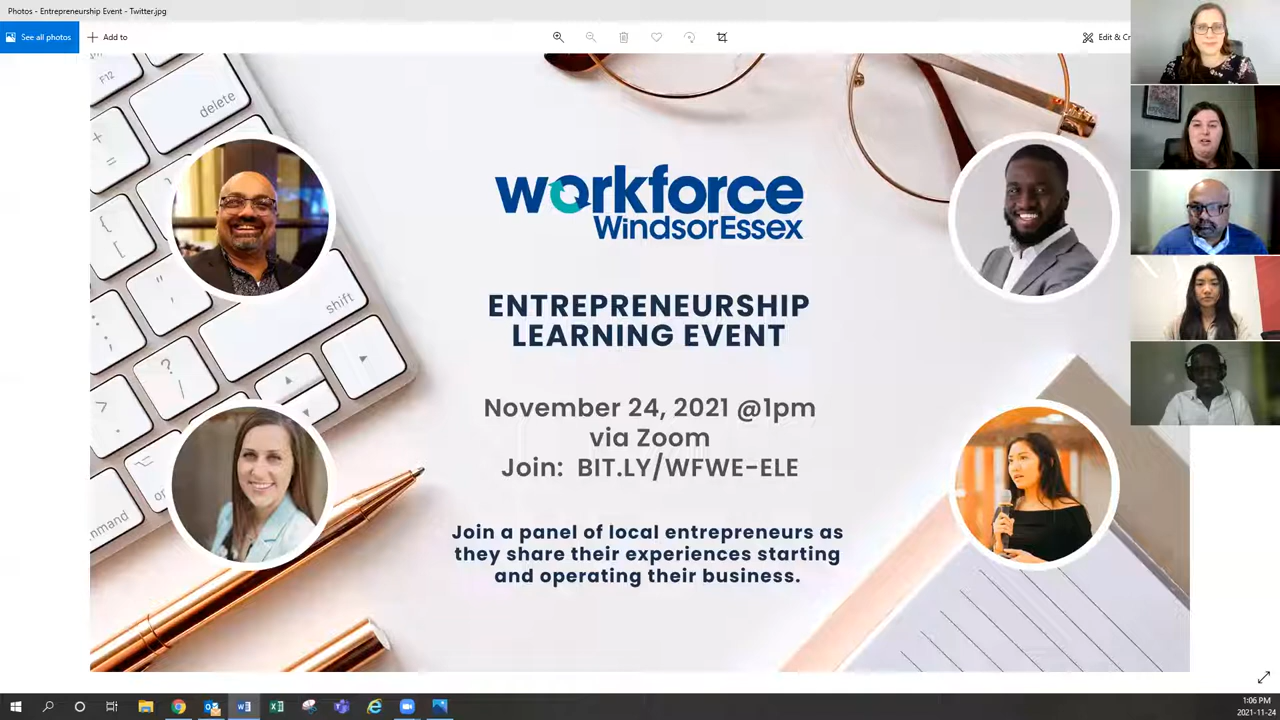 Photos - Entrepreneurship Event - Twitter.jpg
See all photos
Add to
Edit & Cr
F12
delete
+
=
{
[
"
'
shift
?
/
>
command
workforce
WindsorEssex
ENTREPRENEURSHIP
LEARNING EVENT
November 24, 2021 @1pm
via Zoom
Join: BIT.LY/WFWE-ELE
Join a panel of local entrepreneurs as
they share their experiences starting
and operating their business.
1:06 PM
2021-11-24